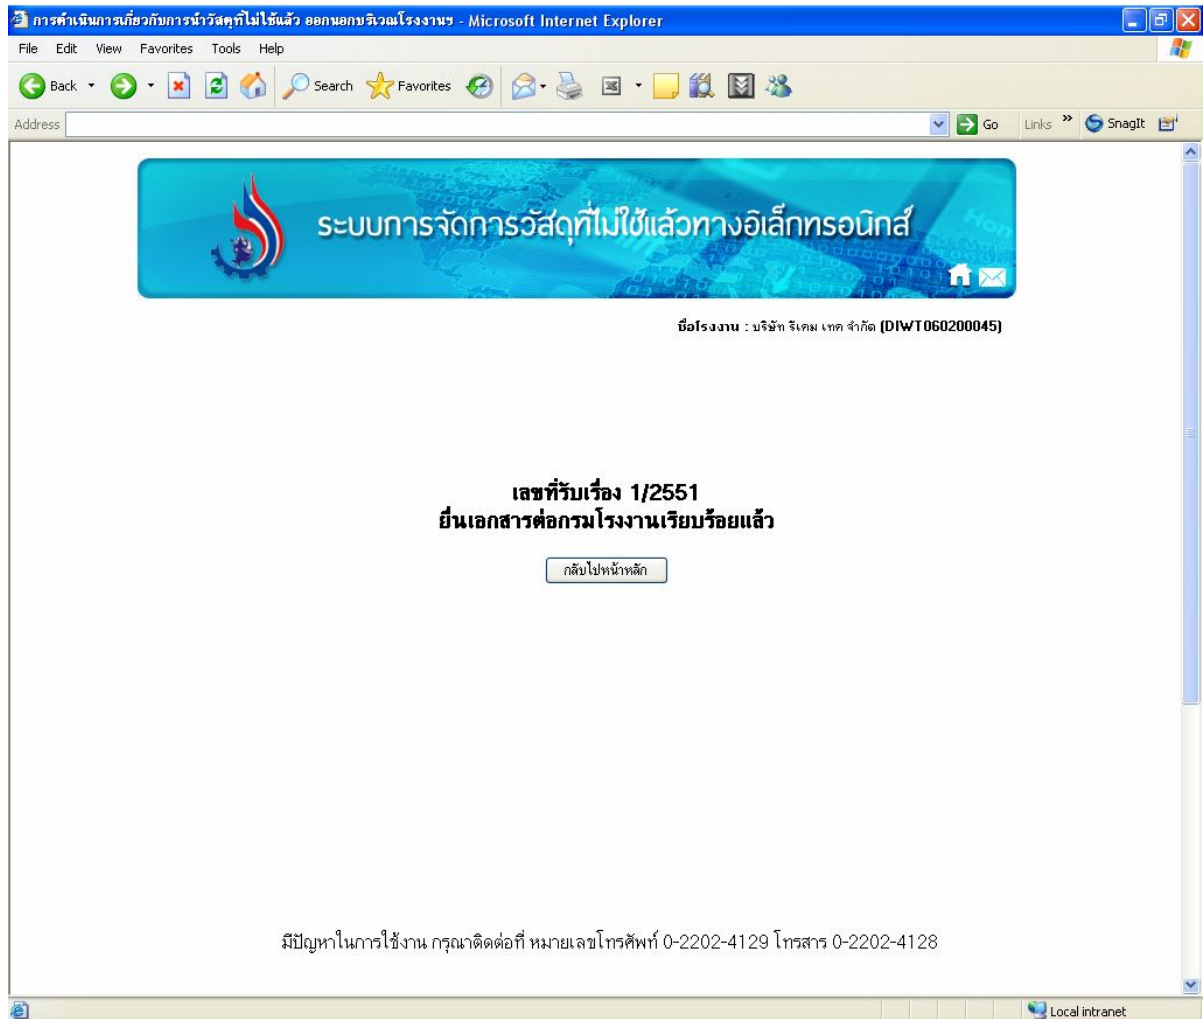 การดำเนินการเกี่ยวกับการนำวัสดุที่ไม่ใช้แล้ว ออกนอกบริเวณโรงงานฯ - Microsoft Internet Explorer
File Edit View Favorites Tools Help
Back Search Favorites
Address Go Links » SnagIt
ระบบการจัดการวัสดุที่ไม่ใช้แล้วทางอิเล็กทรอนิกส์
ชื่อโรงงาน : บริษัท รีเคม เทค จำกัด (DIWT060200045)
เลขที่รับเรื่อง 1/2551
ยื่นเอกสารต่อกรมโรงงานเรียบร้อยแล้ว
กลับไปหน้าหลัก
มีปัญหาในการใช้งาน กรุณาติดต่อที่ หมายเลขโทรศัพท์ 0-2202-4129 โทรสาร 0-2202-4128
Local intranet